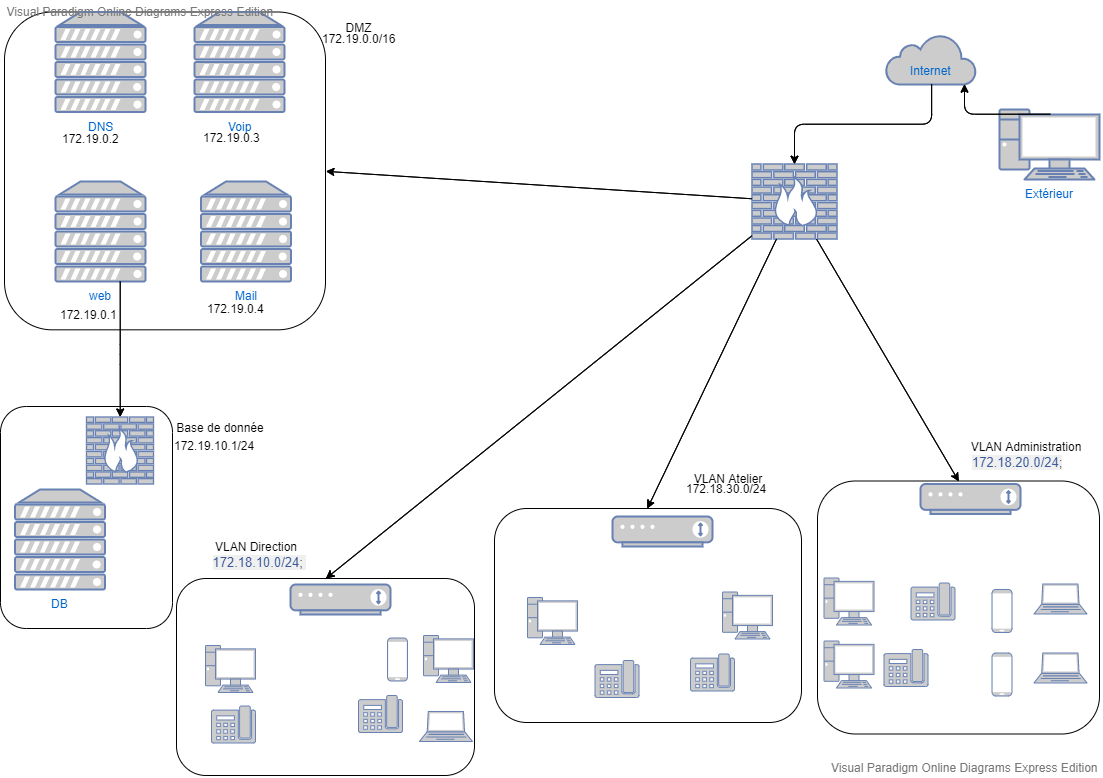 Visual Paradigm Online Diagrams Express Edition
DMZ
172.19.0.0/16
DNS
172.19.0.2
Voip
172.19.0.3
web
172.19.0.1
Mail
172.19.0.4
Internet
Extérieur
Base de donnée
172.19.10.1/24
DB
VLAN Direction
172.18.10.0/24;
VLAN Atelier
172.18.30.0/24
VLAN Administration
172.18.20.0/24;
Visual Paradigm Online Diagrams Express Edition